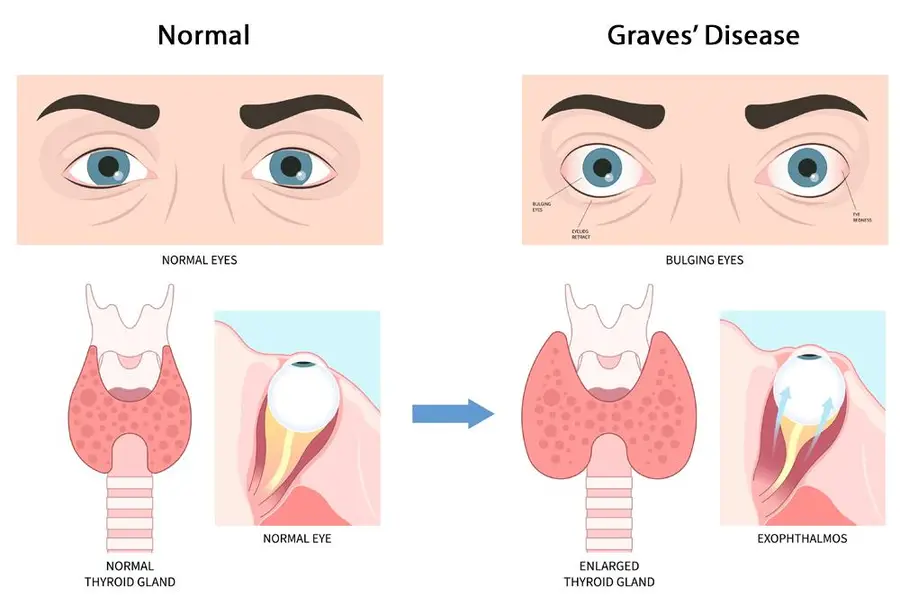 Normal
Graves’ Disease
BULGING
EYES
EYELIEG
RETRACT
EYE
REDNESS
NORMAL EYES
BULGING EYES
NORMAL EYE
EXOPHTHALMOS
NORMAL
THYROID GLAND
ENLARGED
THYROID GLAND